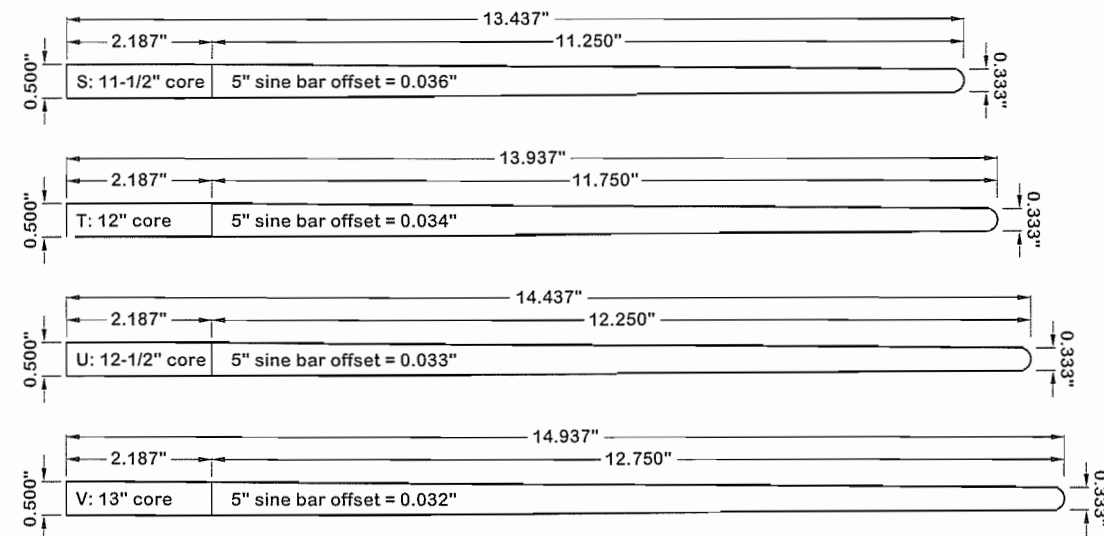 13.437"
2.187" 11.250"
0.500" S: 11-1/2" core 5" sine bar offset = 0.036" 0.333"
13.937"
2.187" 11.750"
0.500" T: 12" core 5" sine bar offset = 0.034" 0.333"
14.437"
2.187" 12.250"
0.500" U: 12-1/2" core 5" sine bar offset = 0.033" 0.333"
14.937"
2.187" 12.750"
0.500" V: 13" core 5" sine bar offset = 0.032" 0.333"